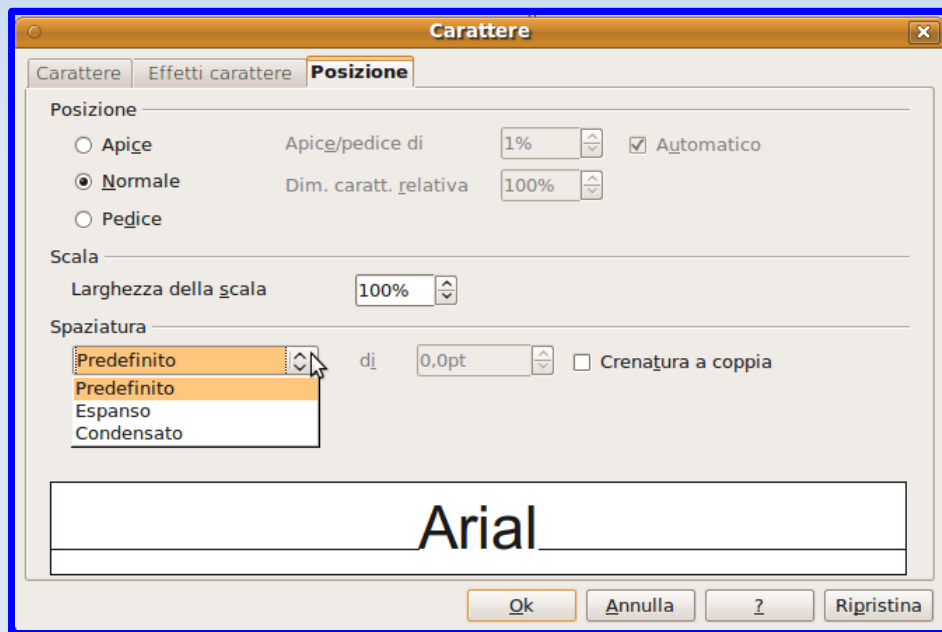 Carattere
Carattere Effetti carattere Posizione
Posizione
Apice Apice/pedice di 1% Automatico
Normale Dim. caratt. relativa 100%
Pedice
Scala
Larghezza della scala 100%
Spaziatura
Predefinito di 0,0pt Crenatura a coppia
Predefinito
Espanso
Condensato
Arial
Ok Annulla ? Ripristina